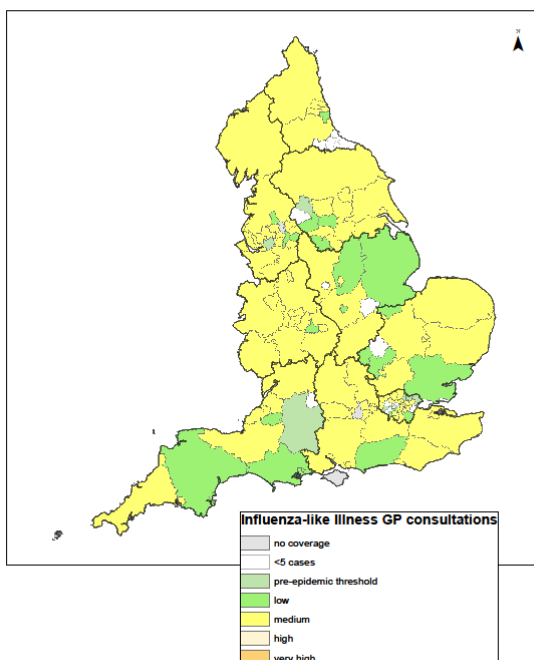 Influenza-like Illness GP consultations
no coverage
<5 cases
pre-epidemic threshold
low
medium
high
very high